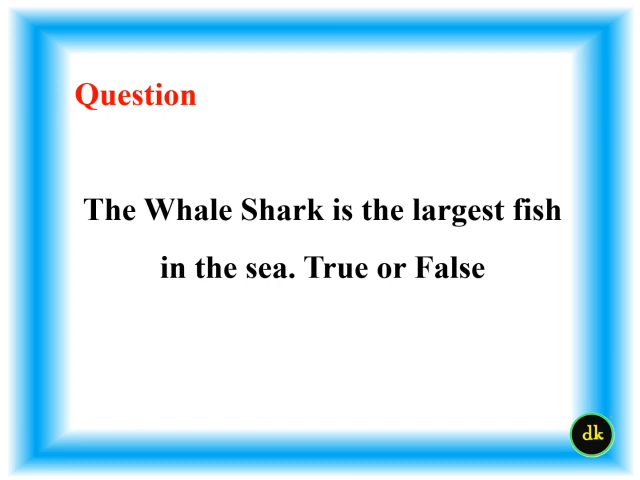 Question
The Whale Shark is the largest fish
in the sea. True or False
dk